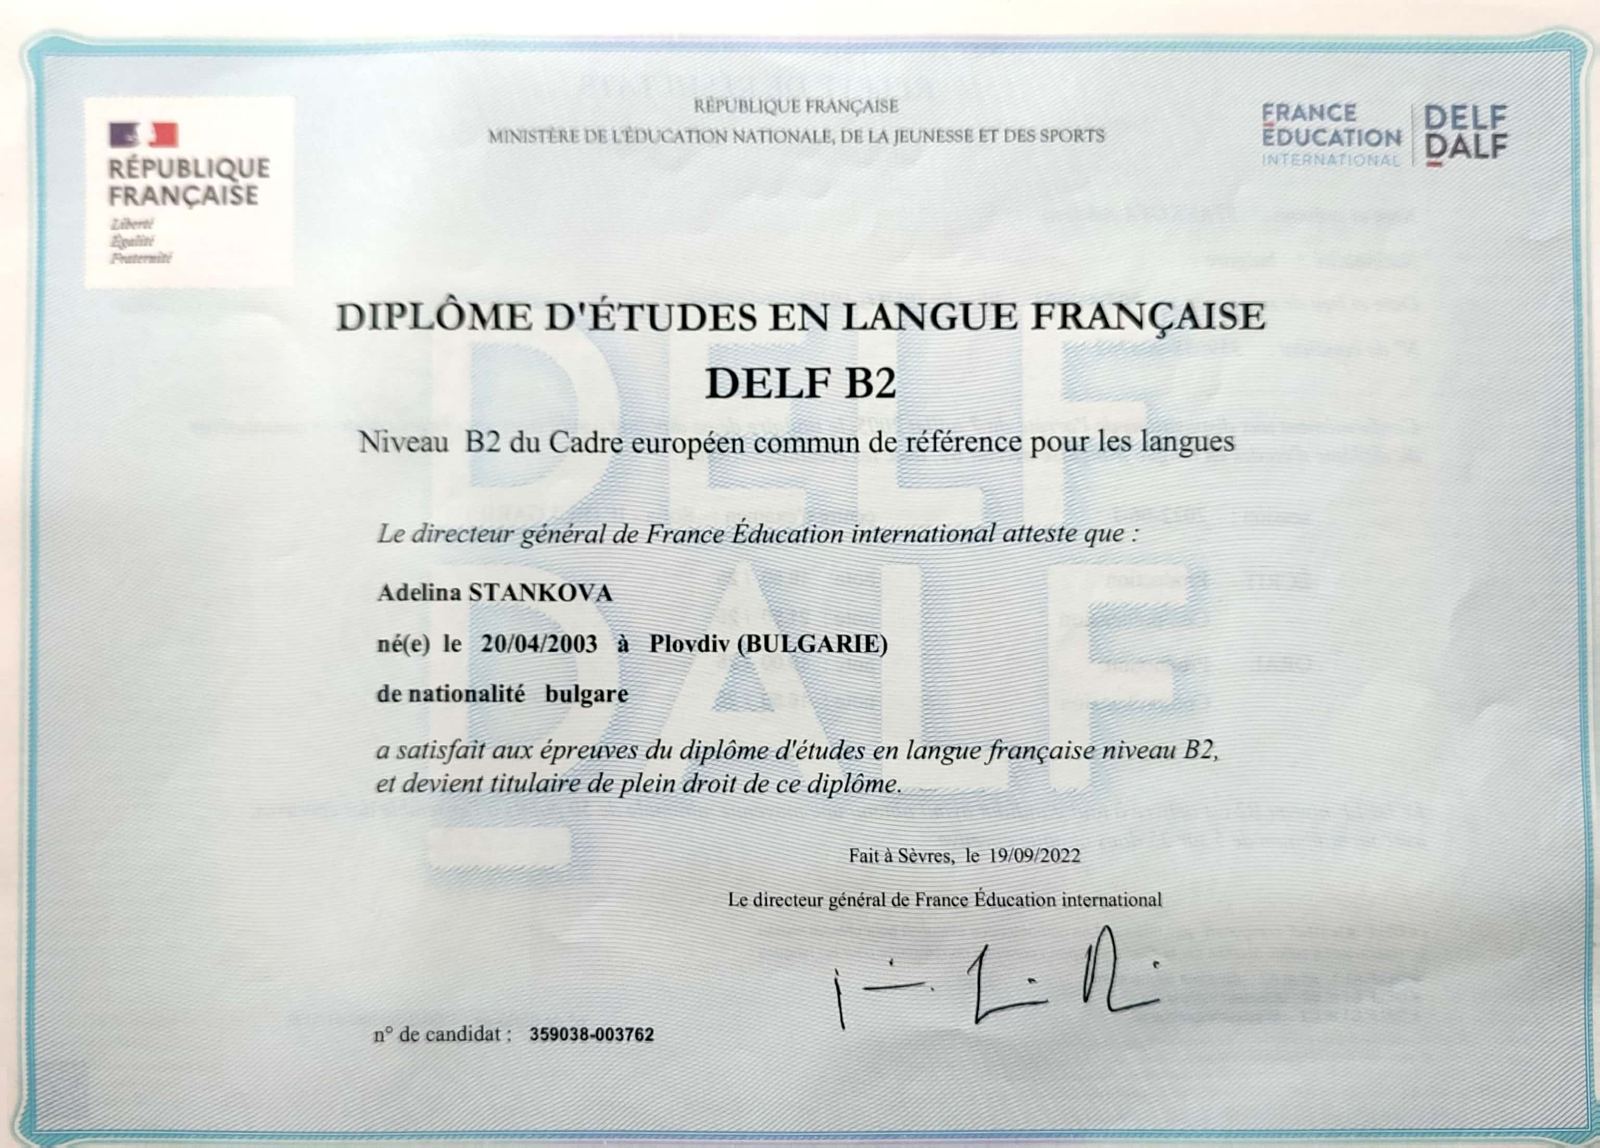 RÉPUBLIQUE
FRANÇAISE
Liberté
Égalité
Fraternité
RÉPUBLIQUE FRANÇAISE
MINISTÈRE DE L'ÉDUCATION NATIONALE, DE LA JEUNESSE ET DES SPORTS
FRANCE
ÉDUCATION
INTERNATIONAL
DELF
DALF
DIPLÔME D'ÉTUDES EN LANGUE FRANÇAISE
DELF B2
Niveau B2 du Cadre européen commun de référence pour les langues
Le directeur général de France Éducation international atteste que :
Adelina STANKOVA
né(e) le 20/04/2003 à Plovdiv (BULGARIE)
de nationalité bulgare
a satisfait aux épreuves du diplôme d'études en langue française niveau B2,
et devient titulaire de plein droit de ce diplôme.
Fait à Sèvres, le 19/09/2022
Le directeur général de France Éducation international
n° de candidat : 359038-003762
DELF
DALF